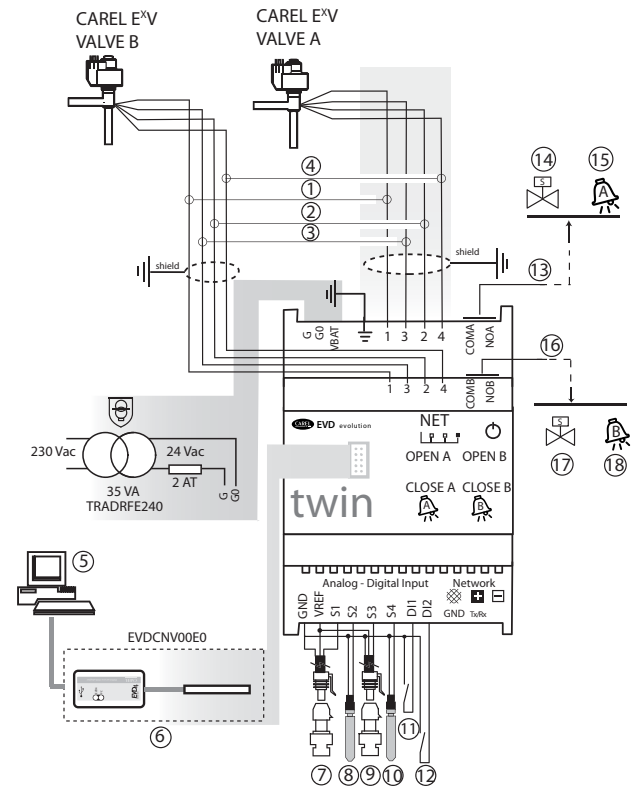 CAREL EXV
VALVE B
CAREL EXV
VALVE A
4
1
2
3
14
15
S
A
shield
shield
13
G
G0
VBAT
1
3
2
4
COMA
NOA
16
1
3
2
4
COMB
NOB
S
B
17
18
CAREL EVD evolution
NET
OPEN A
OPEN B
CLOSE A
CLOSE B
A
B
twin
230 Vac
24 Vac
2 AT
35 VA
TRADRFE240
G
G0
5
EVDCNV00E0
6
Analog - Digital Input
Network
GND
VREF
S1
S2
S3
S4
DI1
DI2
GND
Tx/Rx
11
7
8
9
10
12